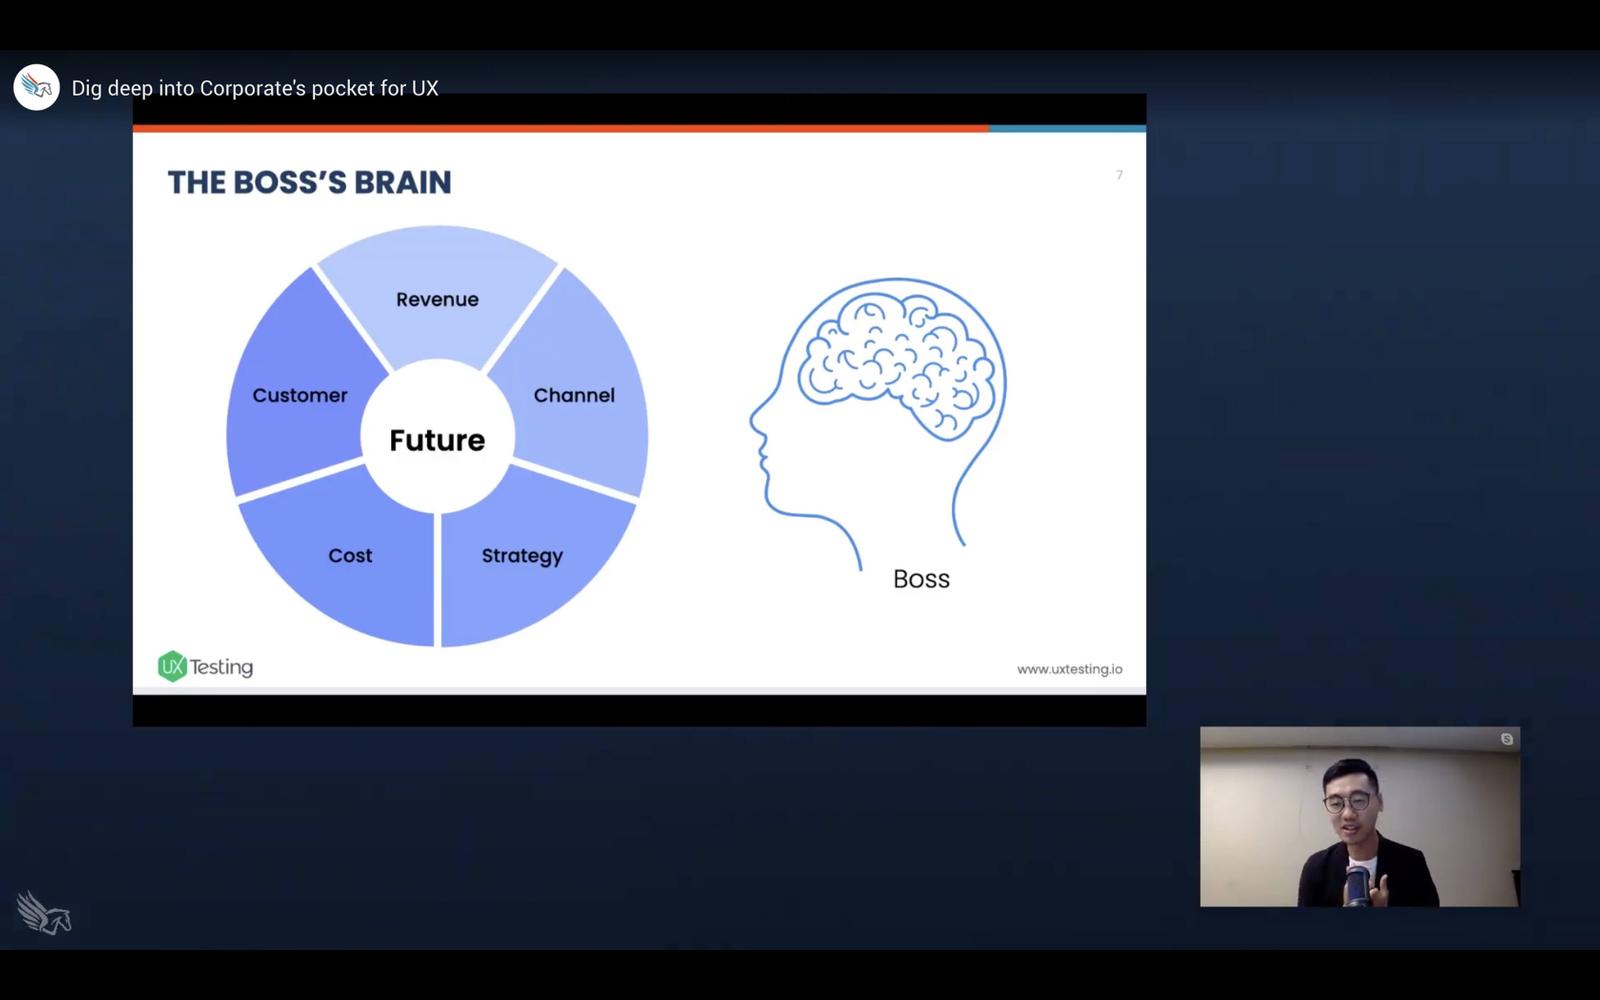 Dig deep into Corporate's pocket for UX
THE BOSS'S BRAIN
7
Revenue
Customer
Channel
Future
Cost
Strategy
Boss
UX Testing
www.uxtesting.io